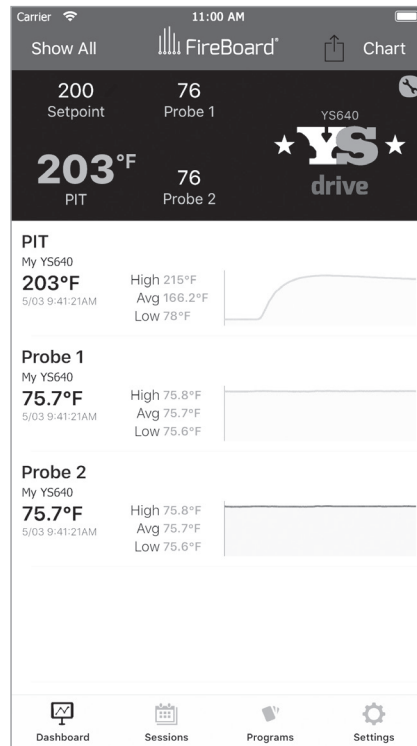 Carrier 11:00 AM
Show All FireBoard® Chart
200 76
Setpoint Probe 1
YS640
YS
drive
203°F 76
PIT Probe 2
PIT
My YS640
203°F
5/03 9:41:21AM
High 215°F
Avg 166.2°F
Low 78°F
Probe 1
My YS640
75.7°F
5/03 9:41:21AM
High 75.8°F
Avg 75.7°F
Low 75.6°F
Probe 2
My YS640
75.7°F
5/03 9:41:21AM
High 75.8°F
Avg 75.7°F
Low 75.6°F
Dashboard Sessions Programs Settings